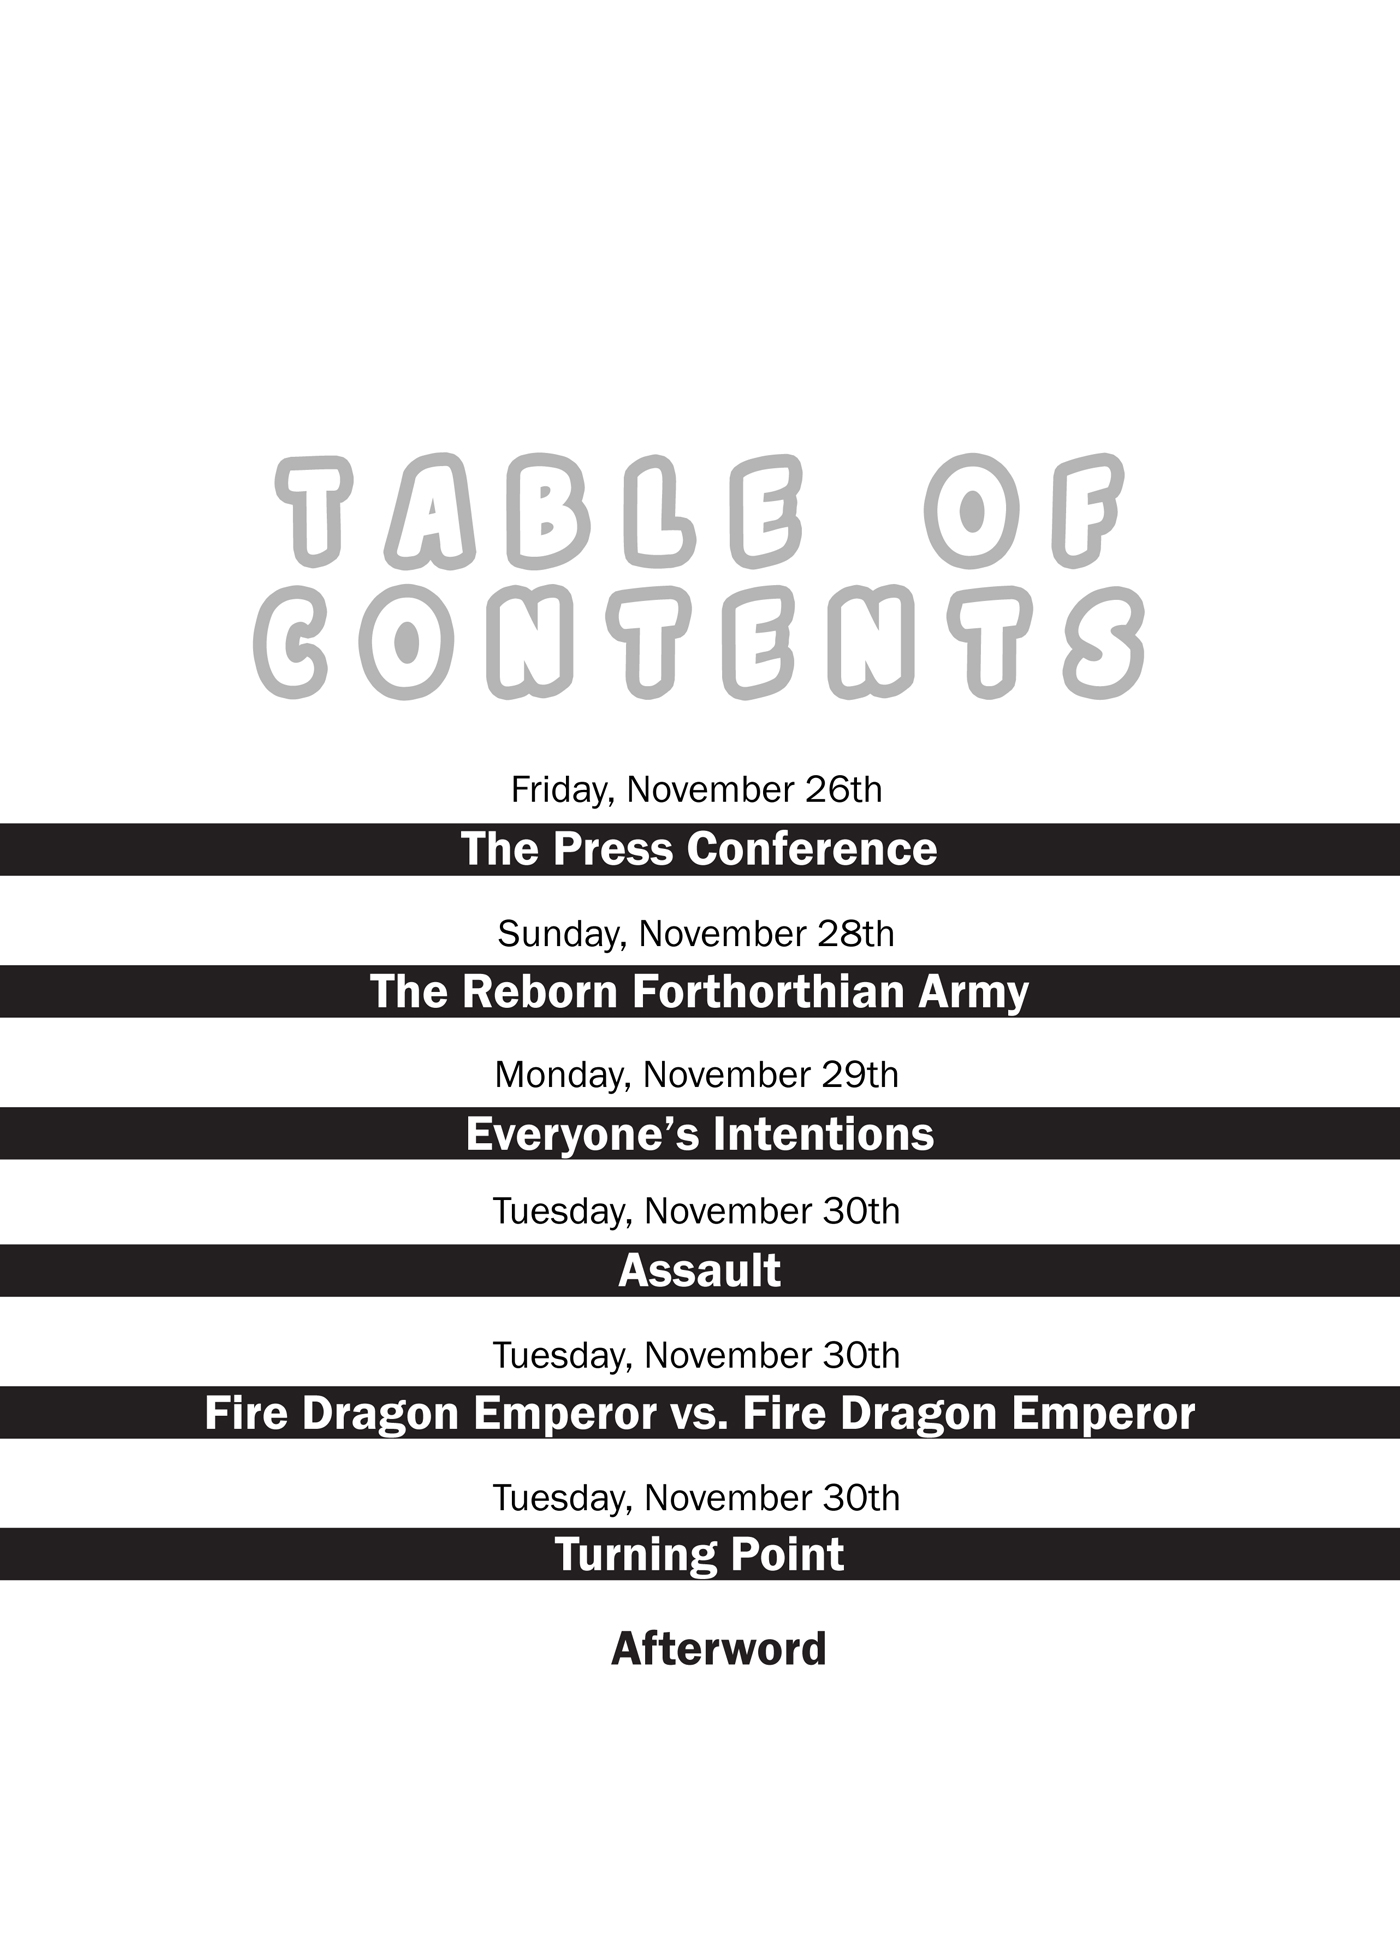 TABLE OF
CONTENTS
Friday, November 26th
The Press Conference
Sunday, November 28th
The Reborn Forthorthian Army
Monday, November 29th
Everyone’s Intentions
Tuesday, November 30th
Assault
Tuesday, November 30th
Fire Dragon Emperor vs. Fire Dragon Emperor
Tuesday, November 30th
Turning Point
Afterword